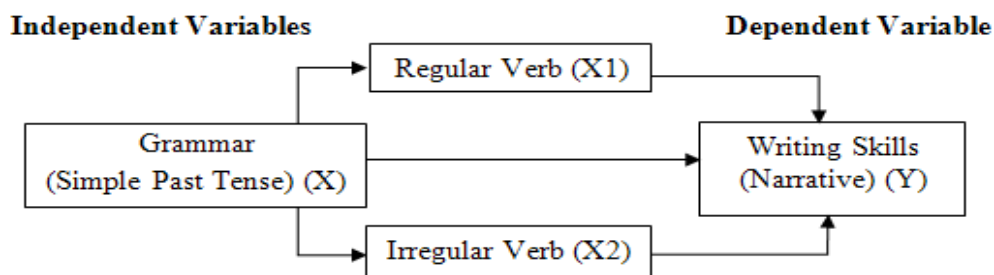 Independent Variables
Dependent Variable
Regular Verb (X1)
Grammar
(Simple Past Tense) (X)
Writing Skills
(Narrative) (Y)
Irregular Verb (X2)